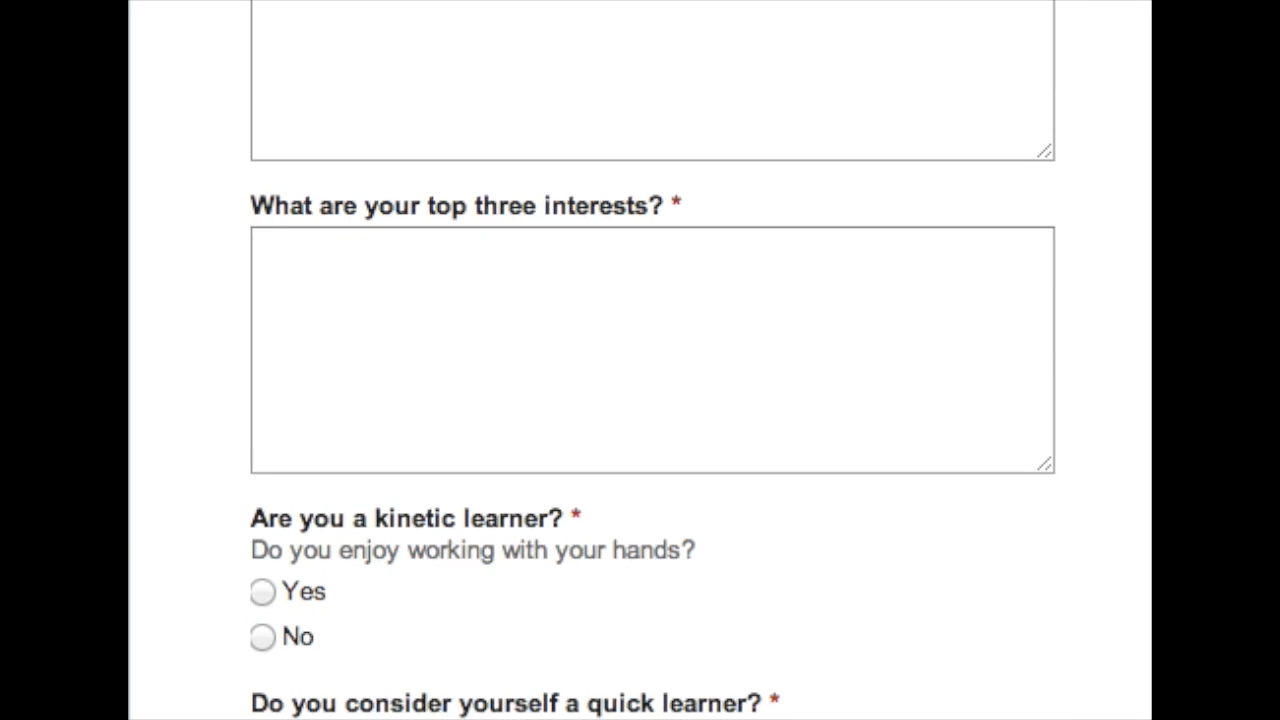 What are your top three interests? *
Are you a kinetic learner? *
Do you enjoy working with your hands?
Yes
No
Do you consider yourself a quick learner? *